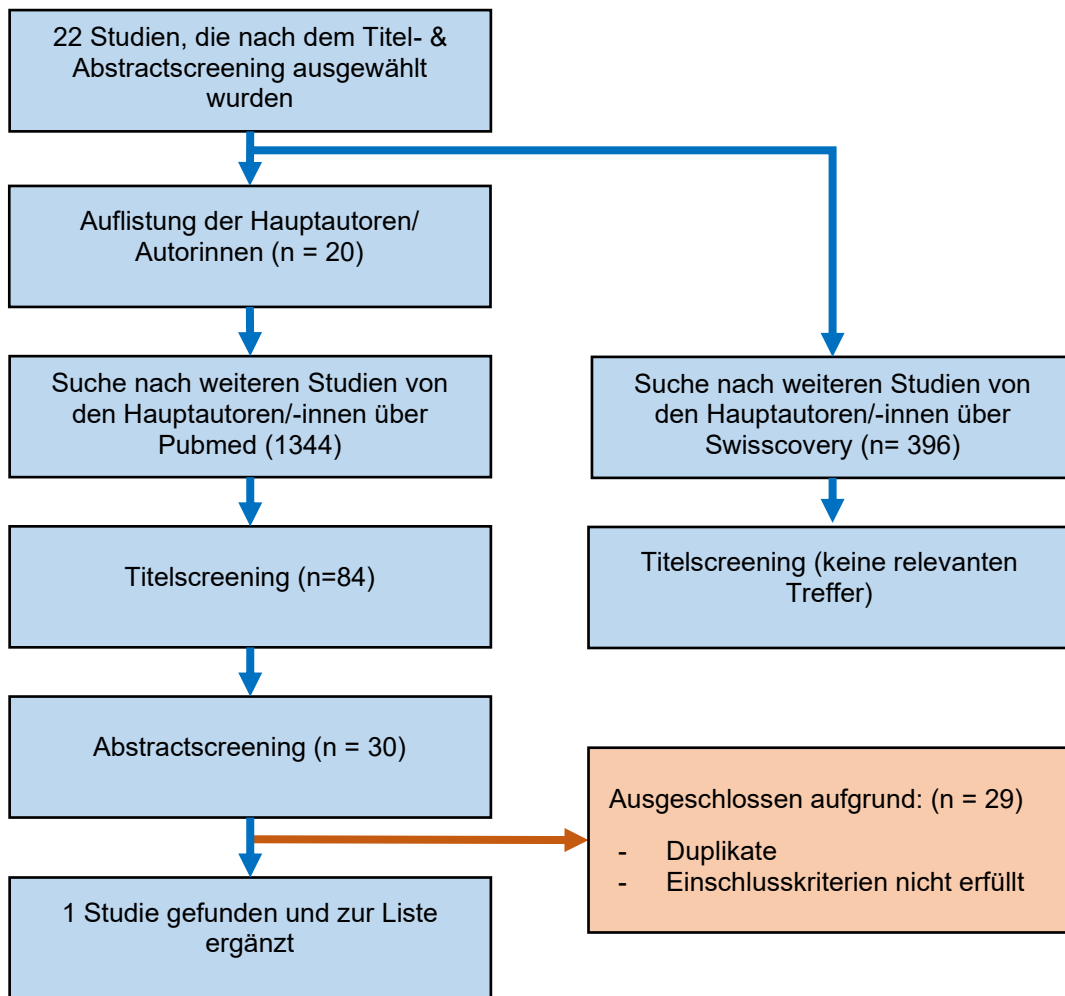 22 Studien, die nach dem Titel- &
Abstractscreening ausgewählt
wurden
Auflistung der Hauptautoren/
Autorinnen (n = 20)
Suche nach weiteren Studien von
den Hauptautoren/-innen über
Pubmed (1344)
Suche nach weiteren Studien von
den Hauptautoren/-innen über
Swisscovery (n= 396)
Titelscreening (n=84)
Titelscreening (keine relevanten
Treffer)
Abstractscreening (n = 30)
Ausgeschlossen aufgrund: (n = 29)
- Duplikate
- Einschlusskriterien nicht erfüllt
1 Studie gefunden und zur Liste
ergänzt